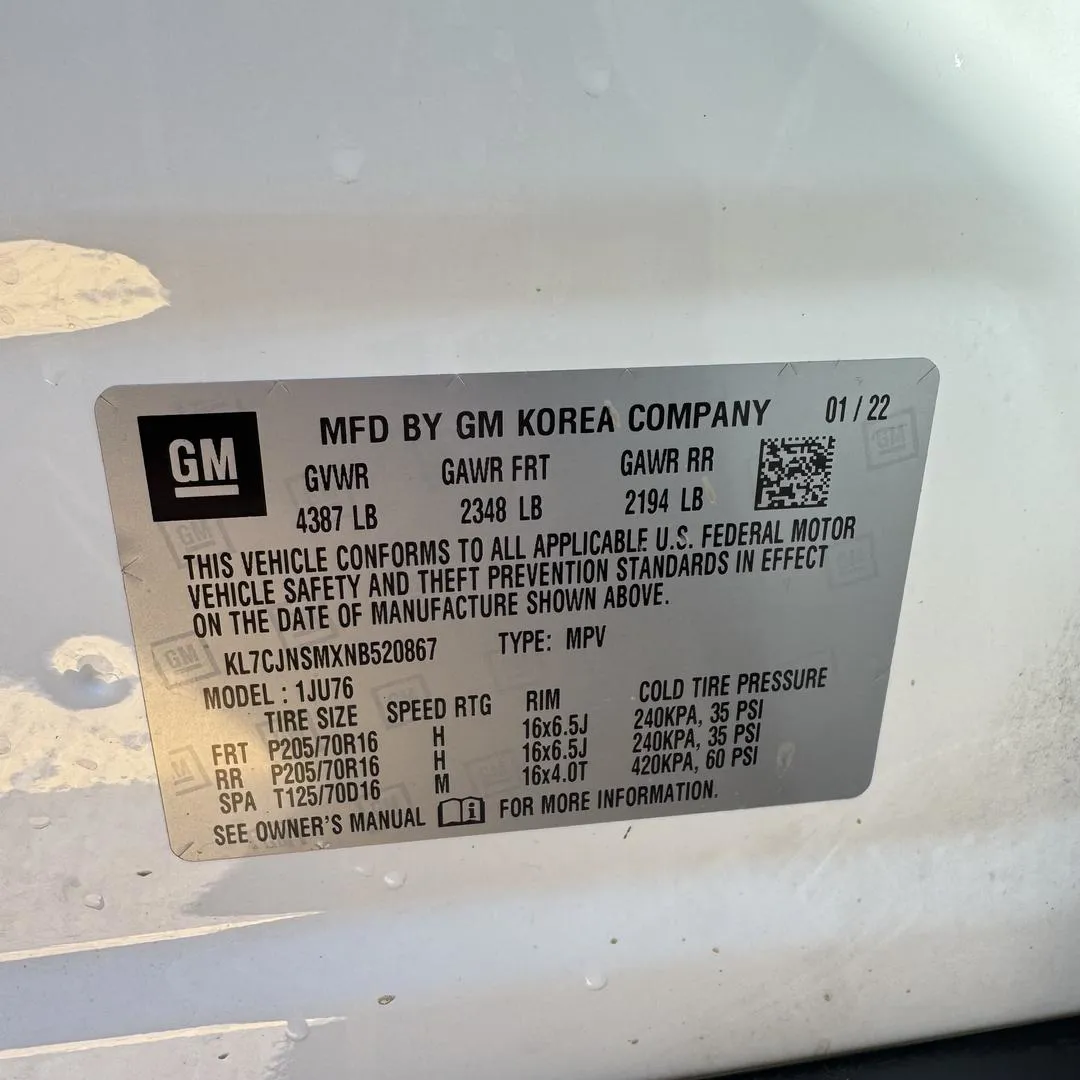 GM
MFD BY GM KOREA COMPANY 01 / 22
GVWR GAWR FRT GAWR RR
4387 LB 2348 LB 2194 LB
THIS VEHICLE CONFORMS TO ALL APPLICABLE U.S. FEDERAL MOTOR
VEHICLE SAFETY AND THEFT PREVENTION STANDARDS IN EFFECT
ON THE DATE OF MANUFACTURE SHOWN ABOVE.
KL7CJNSMXNB520867 TYPE: MPV
MODEL : 1JU76
TIRE SIZE SPEED RTG RIM COLD TIRE PRESSURE
FRT P205/70R16 H 16x6.5J 240KPA, 35 PSI
RR P205/70R16 H 16x6.5J 240KPA, 35 PSI
SPA T125/70D16 M 16x4.0T 420KPA, 60 PSI
SEE OWNER'S MANUAL FOR MORE INFORMATION.